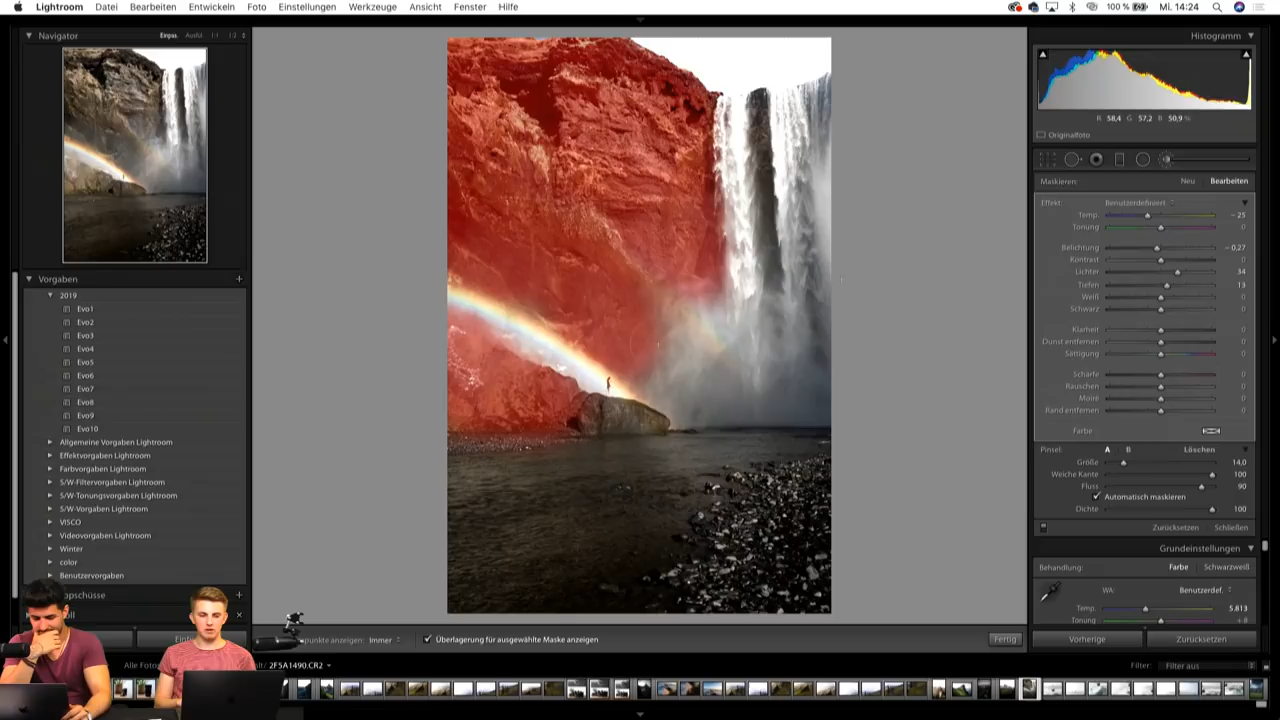 Lightroom Datei Bearbeiten Entwickeln Foto Einstellungen Werkzeuge Ansicht Fenster Hilfe 100 % Mi. 14:24
Navigator Einpas. Ausfül. 1:1 1:2
Histogramm
R 58,4 G 57,2 B 50,9 %
Originalfoto
Maskieren: Neu Bearbeiten
Effekt: Benutzerdefiniert
Temp. – 25
Tonung 0
Belichtung – 0,27
Kontrast 0
Lichter 34
Tiefen 13
Weiß 0
Schwarz 0
Klarheit 0
Dunst entfernen 0
Sättigung 0
Schärfe 0
Rauschen 0
Moiré 0
Rand entfernen 0
Farbe
Pinsel: A B Löschen
Größe 14,0
Weiche Kante 100
Fluss 90
Automatisch maskieren
Dichte 100
Zurücksetzen Schließen
Grundeinstellungen
Behandlung: Farbe Schwarzweiß
WA: Benutzerdef.
Temp. 5.813
Tonung + 8
Vorherige Zurücksetzen
Vorgaben
2019
Evo1
Evo2
Evo3
Evo4
Evo5
Evo6
Evo7
Evo8
Evo9
Evo10
Allgemeine Vorgaben Lightroom
Effektvorgaben Lightroom
Farbvorgaben Lightroom
S/W-Filtervorgaben Lightroom
S/W-Tonungsvorgaben Lightroom
S/W-Vorgaben Lightroom
VISCO
Videovorgaben Lightroom
Winter
color
Benutzervorgaben
opschüsse
punkte anzeigen: Immer Überlagerung für ausgewählte Maske anzeigen Fertig
Alle Fotos 2F5A1490.CR2 Filter: Filter aus